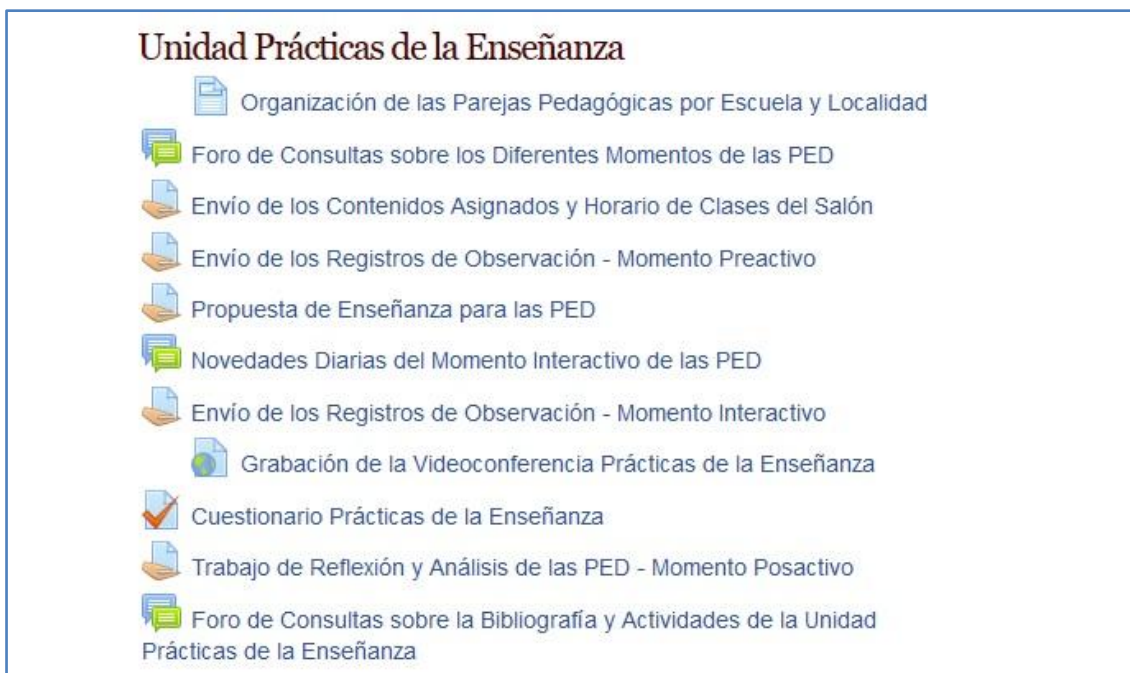 Unidad Prácticas de la Enseñanza
Organización de las Parejas Pedagógicas por Escuela y Localidad
Foro de Consultas sobre los Diferentes Momentos de las PED
Envío de los Contenidos Asignados y Horario de Clases del Salón
Envío de los Registros de Observación - Momento Preactivo
Propuesta de Enseñanza para las PED
Novedades Diarias del Momento Interactivo de las PED
Envío de los Registros de Observación - Momento Interactivo
Grabación de la Videoconferencia Prácticas de la Enseñanza
Cuestionario Prácticas de la Enseñanza
Trabajo de Reflexión y Análisis de las PED - Momento Posactivo
Foro de Consultas sobre la Bibliografía y Actividades de la Unidad
Prácticas de la Enseñanza